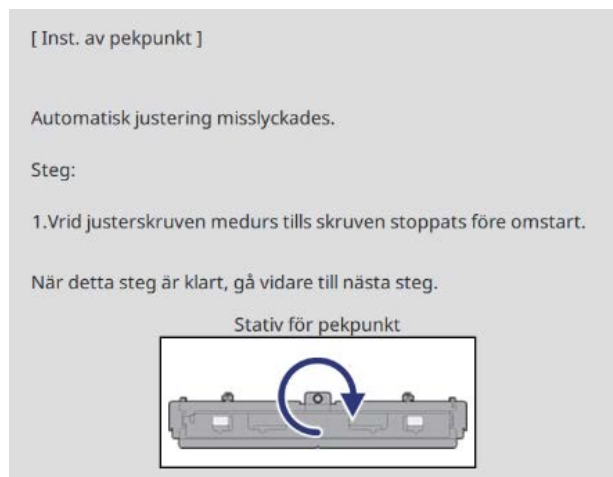 [ Inst. av pekpunkt ]
Automatisk justering misslyckades.
Steg:
1.Vrid justerskruven medurs tills skruven stoppats före omstart.
När detta steg är klart, gå vidare till nästa steg.
Stativ för pekpunkt